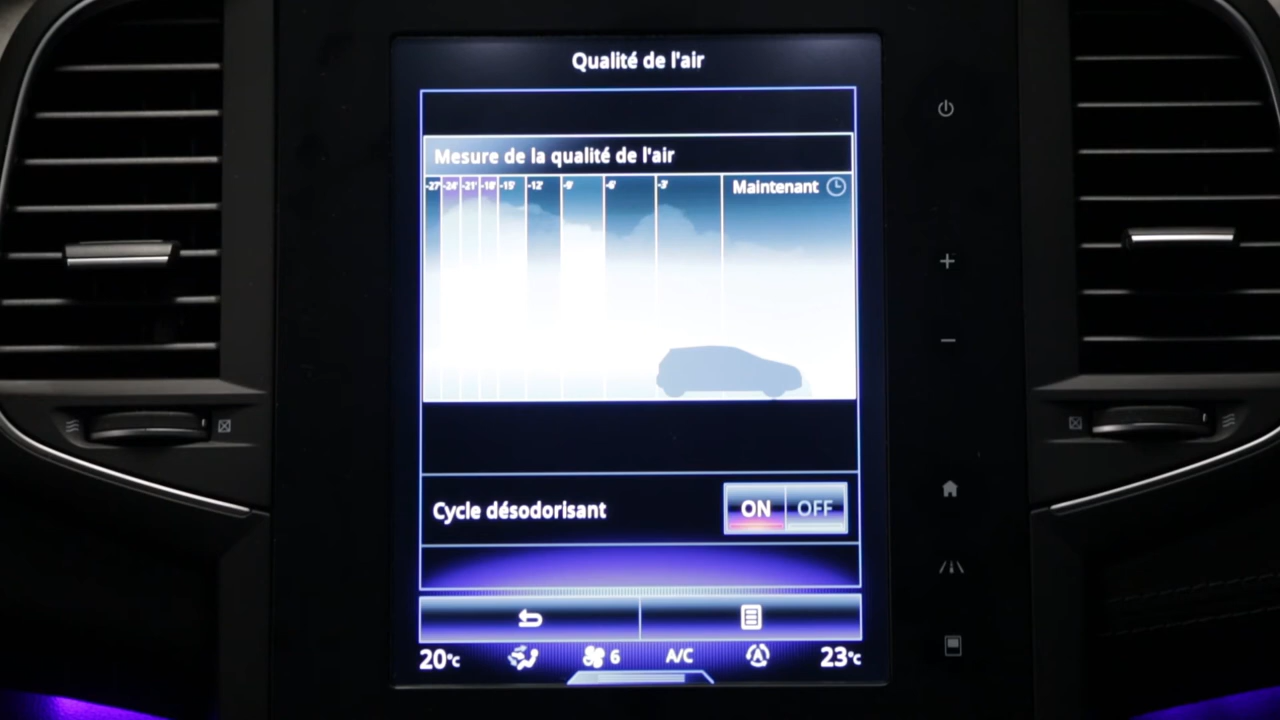 Qualité de l'air
Mesure de la qualité de l'air
-27' -24' -21' -18' -15' -12' -9' -6' -3' Maintenant
Cycle désodorisant ON OFF
20°C 6 A/C 23°C